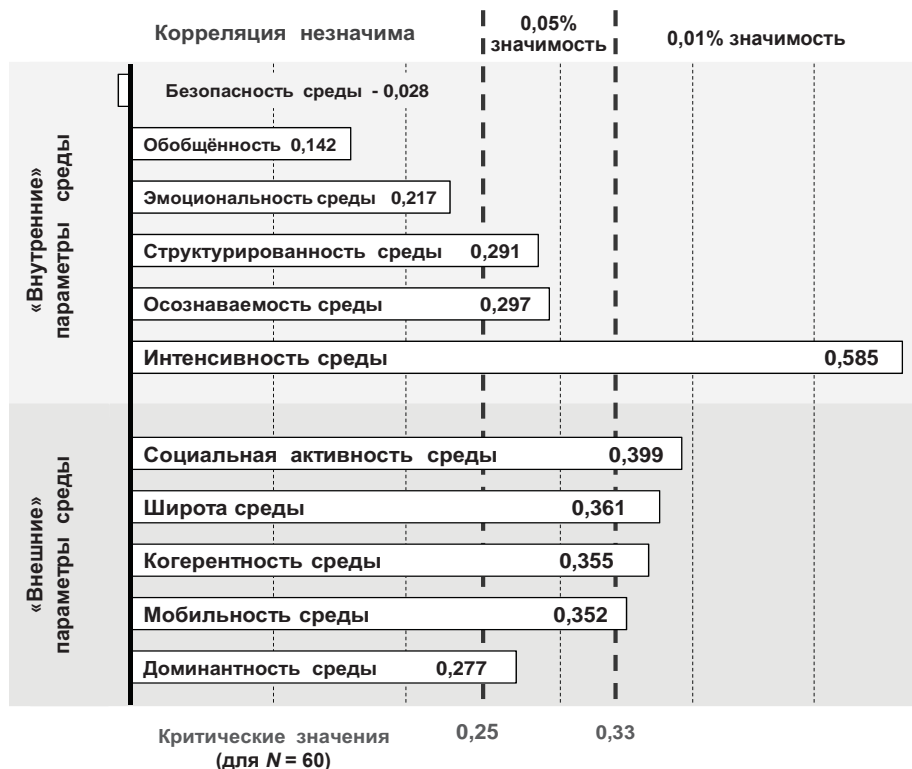 Корреляция незначима
0,05%
значимость
0,01% значимость
«Внутренние»
параметры среды
Безопасность среды - 0,028
Обобщённость 0,142
Эмоциональность среды 0,217
Структурированность среды 0,291
Осознаваемость среды 0,297
Интенсивность среды 0,585
«Внешние»
параметры среды
Социальная активность среды 0,399
Широта среды 0,361
Когерентность среды 0,355
Мобильность среды 0,352
Доминантность среды 0,277
Критические значения
(для N = 60)
0,25
0,33